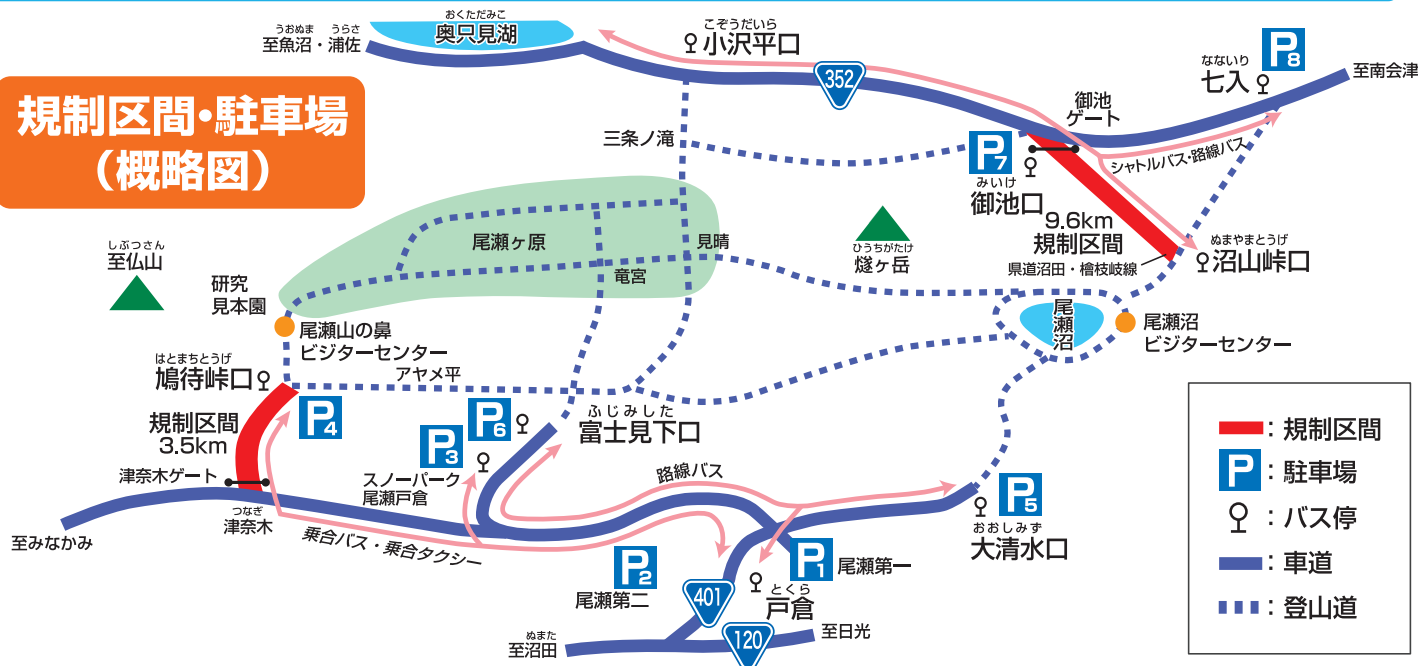 規制区間・駐車場
（概略図）
うおぬま うらさ
至魚沼・浦佐
おくただみこ
奥只見湖
こぞうだいら
小沢平口
352
なないり
七入
P8
至南会津
御池
ゲート
シャトルバス・路線バス
三条ノ滝
P7
みいけ
御池口
9.6km
規制区間
県道沼田・檜枝岐線
ぬまやまとうげ
沼山峠口
しぶつさん
至仏山
尾瀬ヶ原
見晴
竜宮
ひうちがたけ
燧ヶ岳
研究
見本園
尾瀬山の鼻
ビジターセンター
尾瀬沼
尾瀬沼
ビジターセンター
はとまちとうげ
鳩待峠口
アヤメ平
P4
規制区間
3.5km
津奈木ゲート
つなぎ
津奈木
至みなかみ
P3
スノーパーク
尾瀬戸倉
P6
ふじみした
富士見下口
路線バス
乗合バス・乗合タクシー
P5
おおしみず
大清水口
P2
尾瀬第二
P1
尾瀬第一
とくら
戸倉
401
120
ぬまた
至沼田
至日光
：規制区間
P：駐車場
：バス停
：車道
：登山道